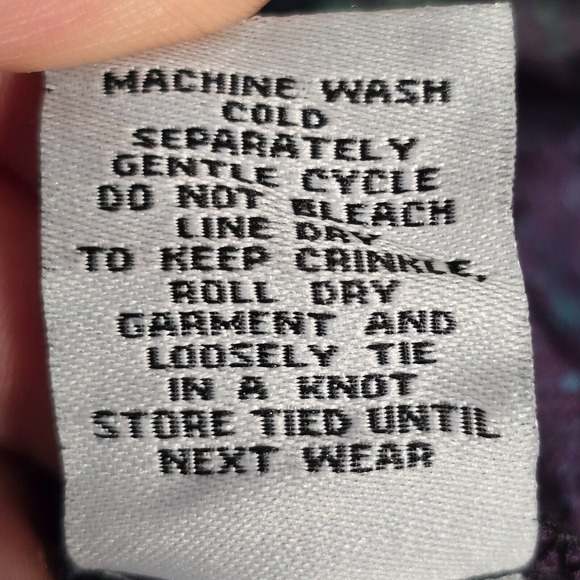 MACHINE WASH
COLD
SEPARATELY
GENTLE CYCLE
DO NOT BLEACH
LINE DRY
TO KEEP CRINKLE,
ROLL DRY
GARMENT AND
LOOSELY TIE
IN A KNOT
STORE TIED UNTIL
NEXT WEAR